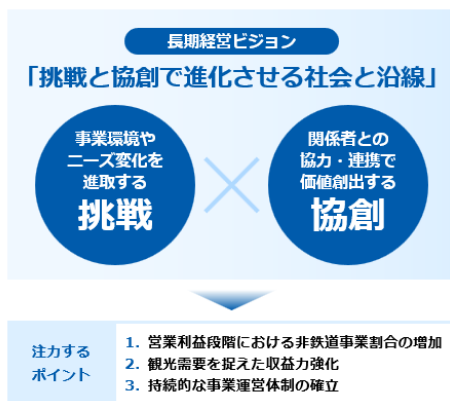 長期経営ビジョン
「挑戦と協創で進化させる社会と沿線」
事業環境や
ニーズ変化を
進取する
挑戦
関係者との
協力・連携で
価値創出する
協創
注力する
ポイント
1. 営業利益段階における非鉄道事業割合の増加
2. 観光需要を捉えた収益力強化
3. 持続的な事業運営体制の確立